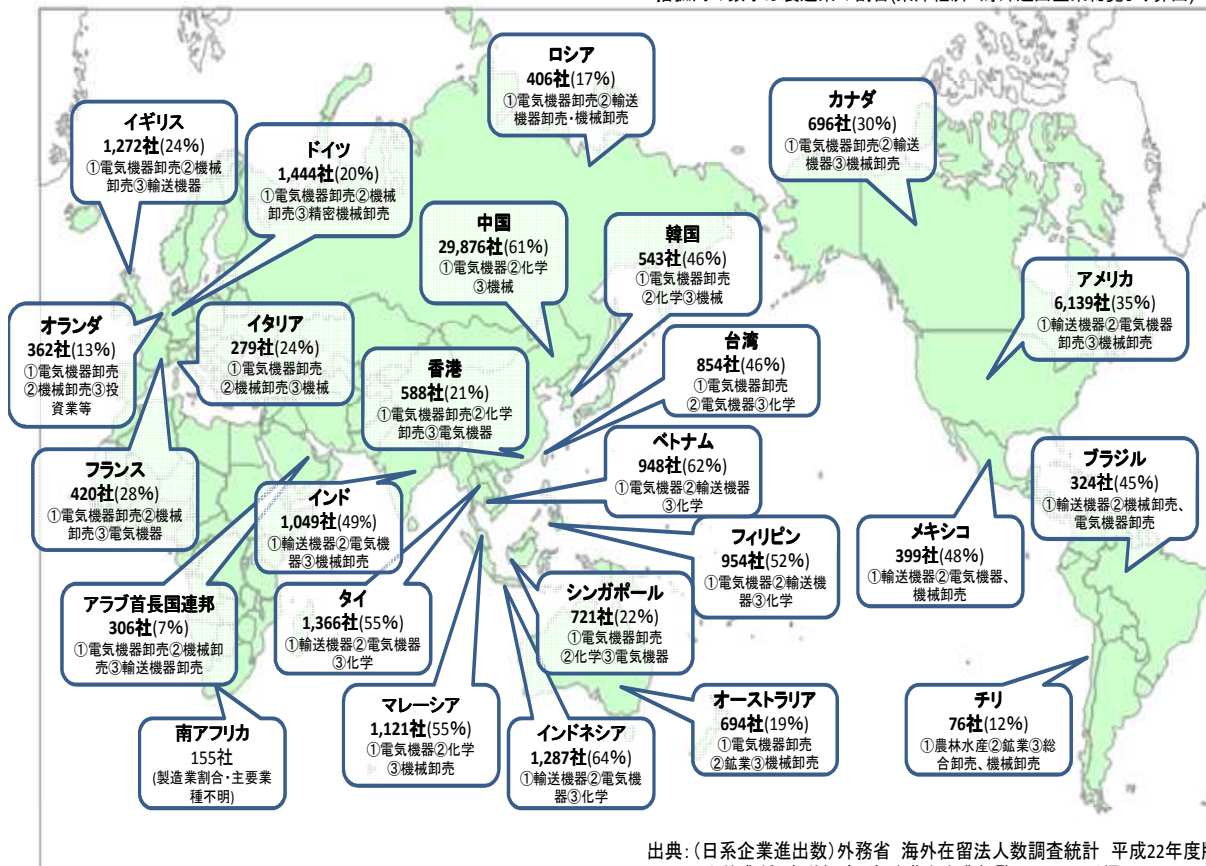 ロシア
406社(17%)
①電気機器卸売②輸送
機器卸売・機械卸売
カナダ
696社(30%)
①電気機器卸売②輸送
機器③機械卸売
イギリス
1,272社(24%)
①電気機器卸売②機械
卸売③輸送機器
ドイツ
1,444社(20%)
①電気機器卸売②機械
卸売③精密機械卸売
中国
29,876社(61%)
①電気機器②化学
③機械
韓国
543社(46%)
①電気機器卸売
②化学③機械
アメリカ
6,139社(35%)
①輸送機器②電気機器
卸売③機械卸売
オランダ
362社(13%)
①電気機器卸売
②機械卸売③投
資業等
イタリア
279社(24%)
①電気機器卸売
②機械卸売③機械
香港
588社(21%)
①電気機器卸売②化学
卸売③電気機器
台湾
854社(46%)
①電気機器卸売
②電気機器③化学
フランス
420社(28%)
①電気機器卸売②機械
卸売③電気機器
インド
1,049社(49%)
①輸送機器②電気機
器③機械卸売
ベトナム
948社(62%)
①電気機器②輸送機器
③化学
ブラジル
324社(45%)
①輸送機器②機械卸売、
電気機器卸売
フィリピン
954社(52%)
①電気機器②輸送機
器③化学
メキシコ
399社(48%)
①輸送機器②電気機器、
機械卸売
アラブ首長国連邦
306社(7%)
①電気機器卸売②機械卸
売③輸送機器卸売
タイ
1,366社(55%)
①輸送機器②電気機器
③化学
シンガポール
721社(22%)
①電気機器卸売
②化学③電気機器
南アフリカ
155社
(製造業割合・主要業
種不明)
マレーシア
1,121社(55%)
①電気機器②化学
③機械卸売
インドネシア
1,287社(64%)
①輸送機器②電気機
器③化学
オーストラリア
694社(19%)
①電気機器卸売
②鉱業③機械卸売
チリ
76社(12%)
①農林水産②鉱業③総
合卸売、機械卸売
出典：(日系企業進出数)外務省 海外在留法人数調査統計 平成22年度